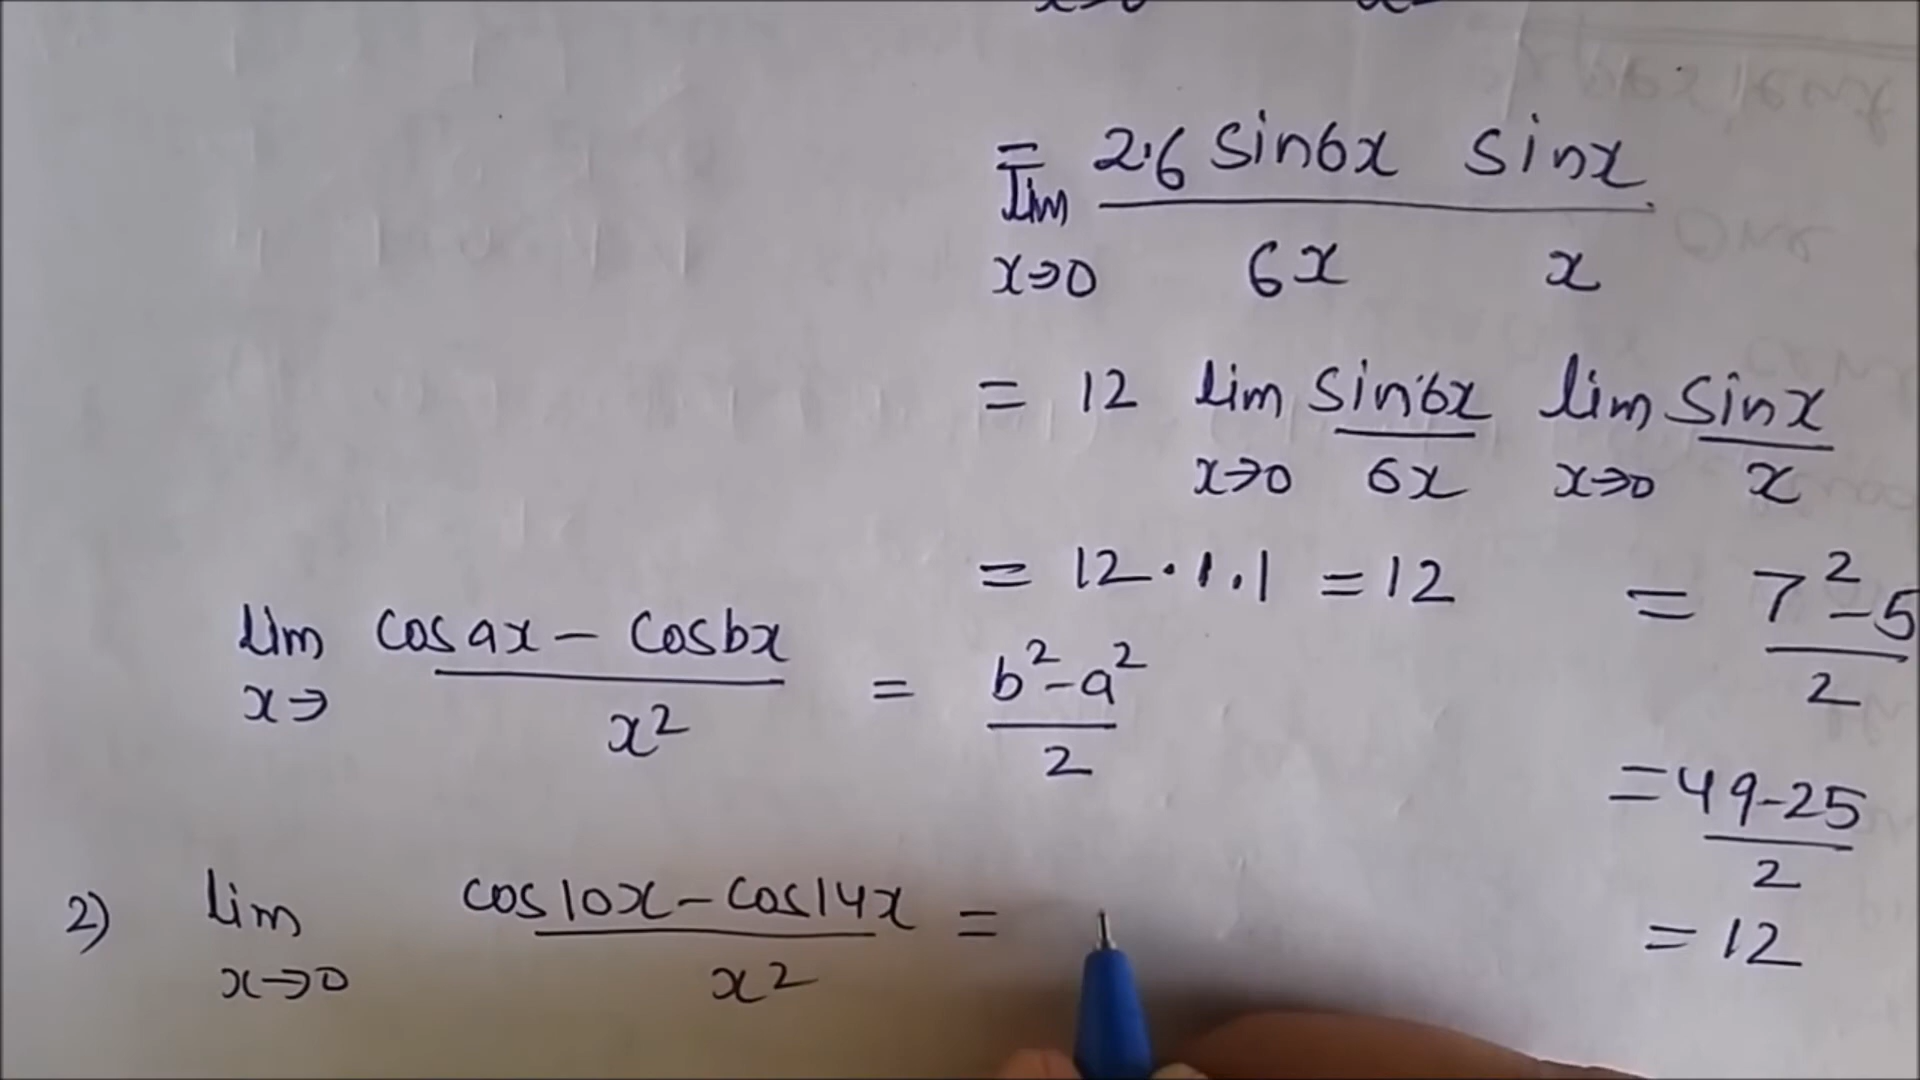 = lim x→0 2·6 sin6x sinx / 6x x
= 12 lim x→0 sin6x / 6x lim x→0 sinx / x
= 12·1·1 = 12
lim x→ cosax − cosbx / x² = b²−a² / 2
= 7²−5 / 2
= 49−25 / 2
= 12
2) lim x→0 cos10x − cos14x / x² =